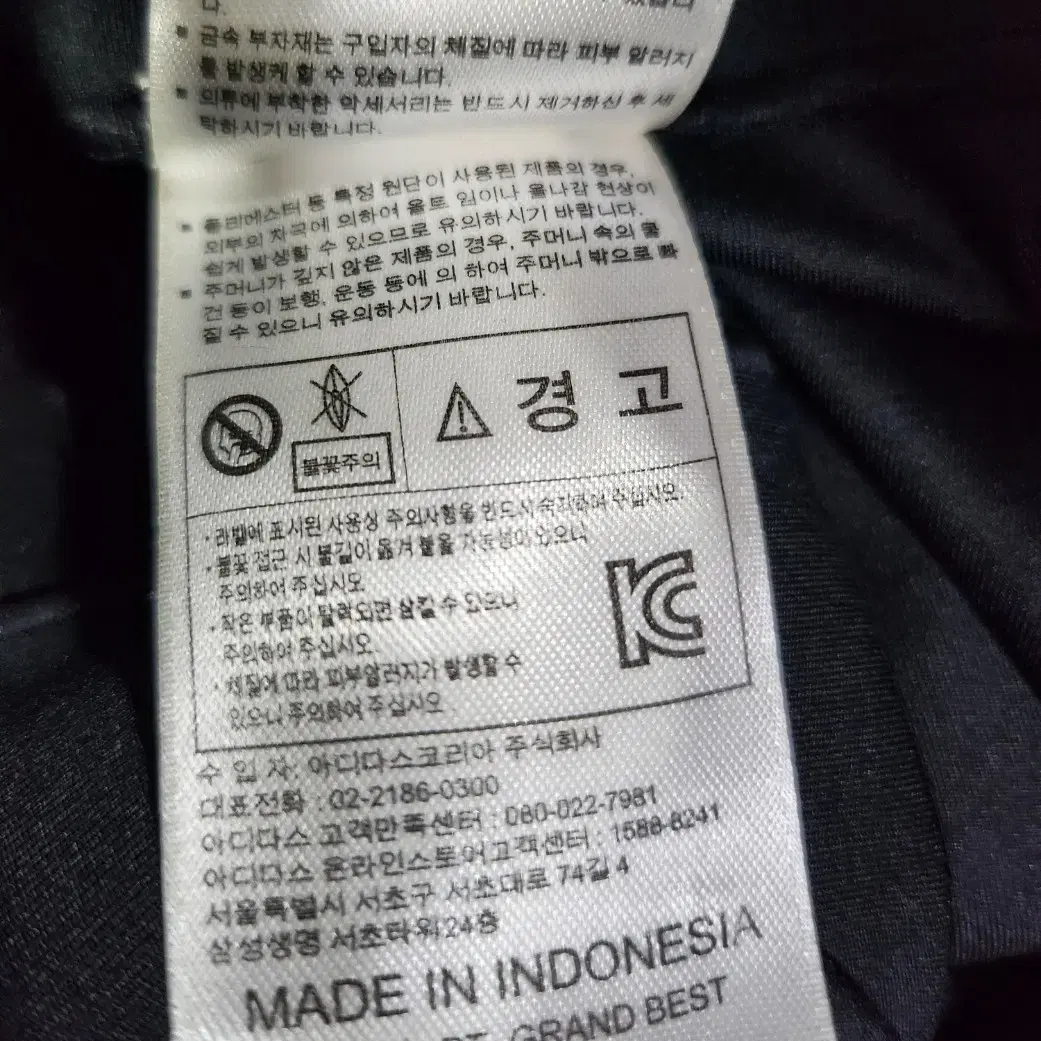 다.
▪ 금속 부자재는 구입자의 체질에 따라 피부 알러지
를 발생케 할 수 있습니다.
▪ 의류에 부착한 악세서리는 반드시 제거하신 후 세
탁하시기 바랍니다.
▪ 폴리에스터 등 특정 원단이 사용된 제품의 경우,
외부의 자극에 의하여 올트 임이나 올나감 현상이
쉽게 발생할 수 있으므로 유의하시기 바랍니다.
▪ 주머니가 깊지 않은 제품의 경우, 주머니 속의 물
건 등이 보행, 운동 등에 의 하여 주머니 밖으로 빠
질 수 있으니 유의하시기 바랍니다.
불꽃주의
경 고
· 라벨에 표시된 사용상 주의사항을 반드시 숙지하여 주십시오.
· 불꽃 접근 시 불길이 옮겨 붙을 가능성이 있으니
주의하여 주십시오.
· 작은 부품이 탈락되면 삼킬 수 있으니
주의하여 주십시오.
· 체질에 따라 피부알러지가 발생할 수
있으니 주의하여 주십시오.
KC
수 입 자: 아디다스코리아 주식회사
대표전화 : 02-2186-0300
아디다스 고객만족센터 : 080-022-7981
아디다스 온라인스토어고객센터 : 1588-8241
서울특별시 서초구 서초대로 74길 4
삼성생명 서초타워24층
MADE IN INDONESIA
GRAND BEST